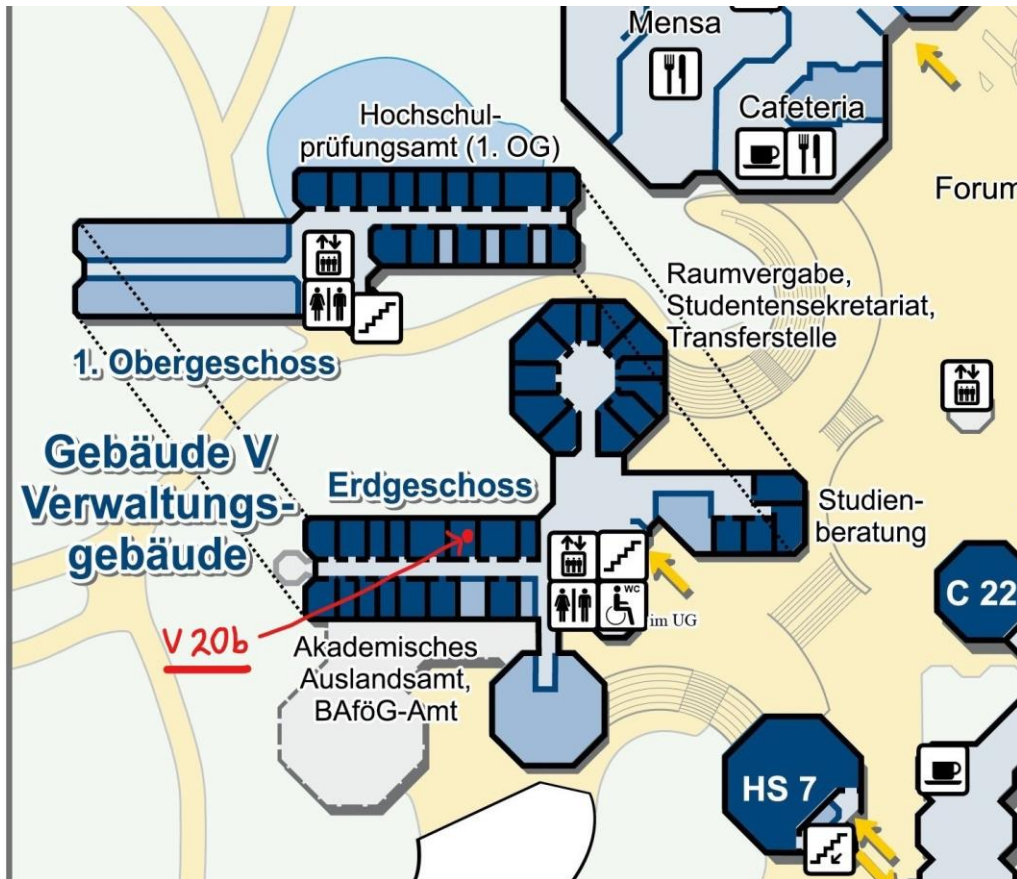 Mensa
Cafeteria
Forum
Hochschul-
prüfungsamt (1. OG)
Raumvergabe,
Studentensekretariat,
Transferstelle
1. Obergeschoss
Gebäude V
Verwaltungs-
gebäude
Erdgeschoss
Studien-
beratung
WC
im UG
C 22
V 20b
Akademisches
Auslandsamt,
BAföG-Amt
HS 7